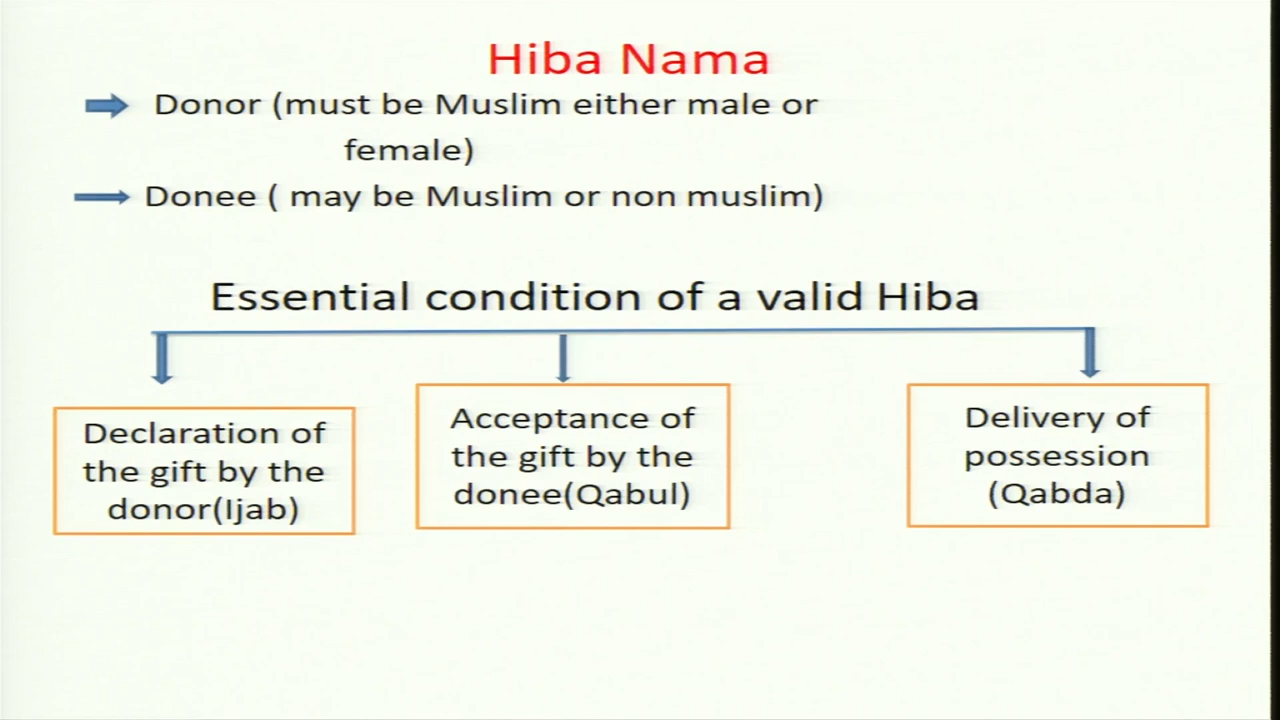 Hiba Nama
Donor (must be Muslim either male or
female)
Donee ( may be Muslim or non muslim)
Essential condition of a valid Hiba
Declaration of
the gift by the
donor(Ijab)
Acceptance of
the gift by the
donee(Qabul)
Delivery of
possession
(Qabda)